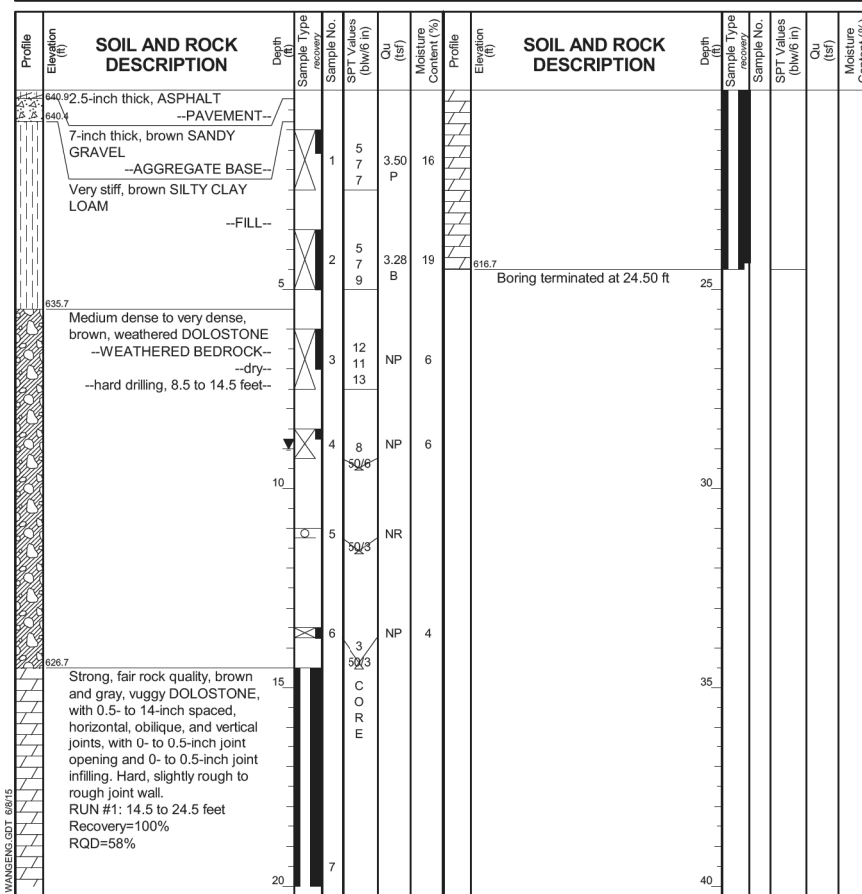 Profile
Elevation (ft)
SOIL AND ROCK
DESCRIPTION
Depth (ft)
Sample Type
recovery
Sample No.
SPT Values (blw/6 in)
Qu (tsf)
Moisture Content (%)
640.9 2.5-inch thick, ASPHALT
--PAVEMENT--
640.4
7-inch thick, brown SANDY
GRAVEL
--AGGREGATE BASE--
1
5
7
7
3.50
P
16
Very stiff, brown SILTY CLAY
LOAM
--FILL--
2
5
7
9
3.28
B
19
5
635.7
Medium dense to very dense,
brown, weathered DOLOSTONE
--WEATHERED BEDROCK--
--dry--
--hard drilling, 8.5 to 14.5 feet--
3
12
11
13
NP
6
4
8
50/6
NP
6
10
5
50/3
NR
6
3
50/3
NP
4
626.7
Strong, fair rock quality, brown
and gray, vuggy DOLOSTONE,
with 0.5- to 14-inch spaced,
horizontal, oblique, and vertical
joints, with 0- to 0.5-inch joint
opening and 0- to 0.5-inch joint
infilling. Hard, slightly rough to
rough joint wall.
RUN #1: 14.5 to 24.5 feet
Recovery=100%
RQD=58%
15
C
O
R
E
7
20
Profile
Elevation (ft)
SOIL AND ROCK
DESCRIPTION
Depth (ft)
Sample Type
recovery
Sample No.
SPT Values (blw/6 in)
Qu (tsf)
Moisture Content (%)
616.7
Boring terminated at 24.50 ft
25
30
35
40
WANGENG.GDT 6/8/15